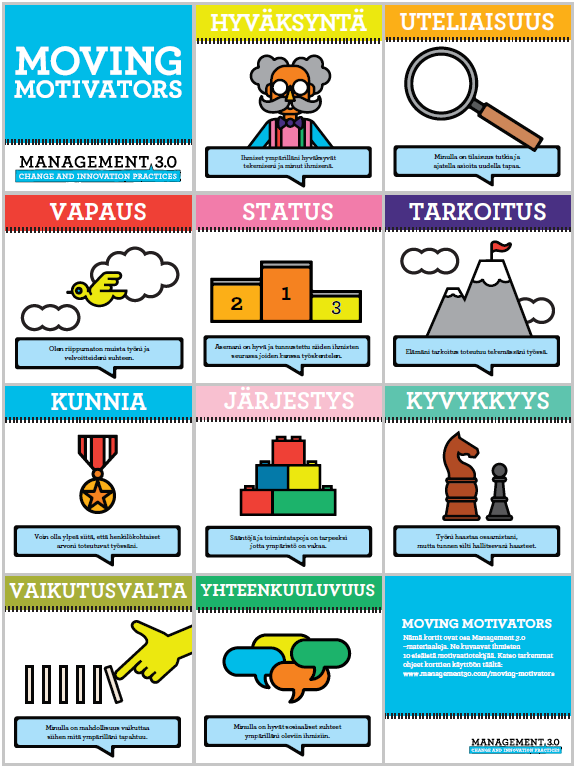 MOVING
MOTIVATORS
MANAGEMENT 3.0
CHANGE AND INNOVATION PRACTICES
HYVÄKSYNTÄ
Ihmiset ympärilläni hyväksyvät
tekemiseni ja minut ihmisenä.
UTELIAISUUS
Minulla on tilaisuus tutkia ja
ajatella asioita uudella tapaa.
VAPAUS
Olen riippumaton muista työni ja
velvoitteideni suhteen.
STATUS
2
1
3
Asemani on hyvä ja tunnustettu niiden ihmisten
seurassa joiden kanssa työskentelen.
TARKOITUS
Elämäni tarkoitus toteutuu tekemässäni työssä.
KUNNIA
Voin olla ylpeä siitä, että henkilökohtaiset
arvoni toteutuvat työssäni.
JÄRJESTYS
Sääntöjä ja toimintatapoja on tarpeeksi
jotta ympäristö on vakaa.
KYVYKKYYS
Työni haastaa osaamistani,
mutta tunnen silti hallitsevani haasteet.
VAIKUTUSVALTA
Minulla on mahdollisuus vaikuttaa
siihen mitä ympärilläni tapahtuu.
YHTEENKUULUVUUS
Minulla on hyvät sosiaaliset suhteet
ympärilläni oleviin ihmisiin.
MOVING MOTIVATORS
Nämä kortit ovat osa Management 3.0
-materiaaleja. Ne kuvaavat ihmisten
10 sisäistä motivaatiotekijää. Katso tarkemmat
ohjeet korttien käyttöön täältä:
www.management30.com/moving-motivators
MANAGEMENT 3.0
CHANGE AND INNOVATION PRACTICES